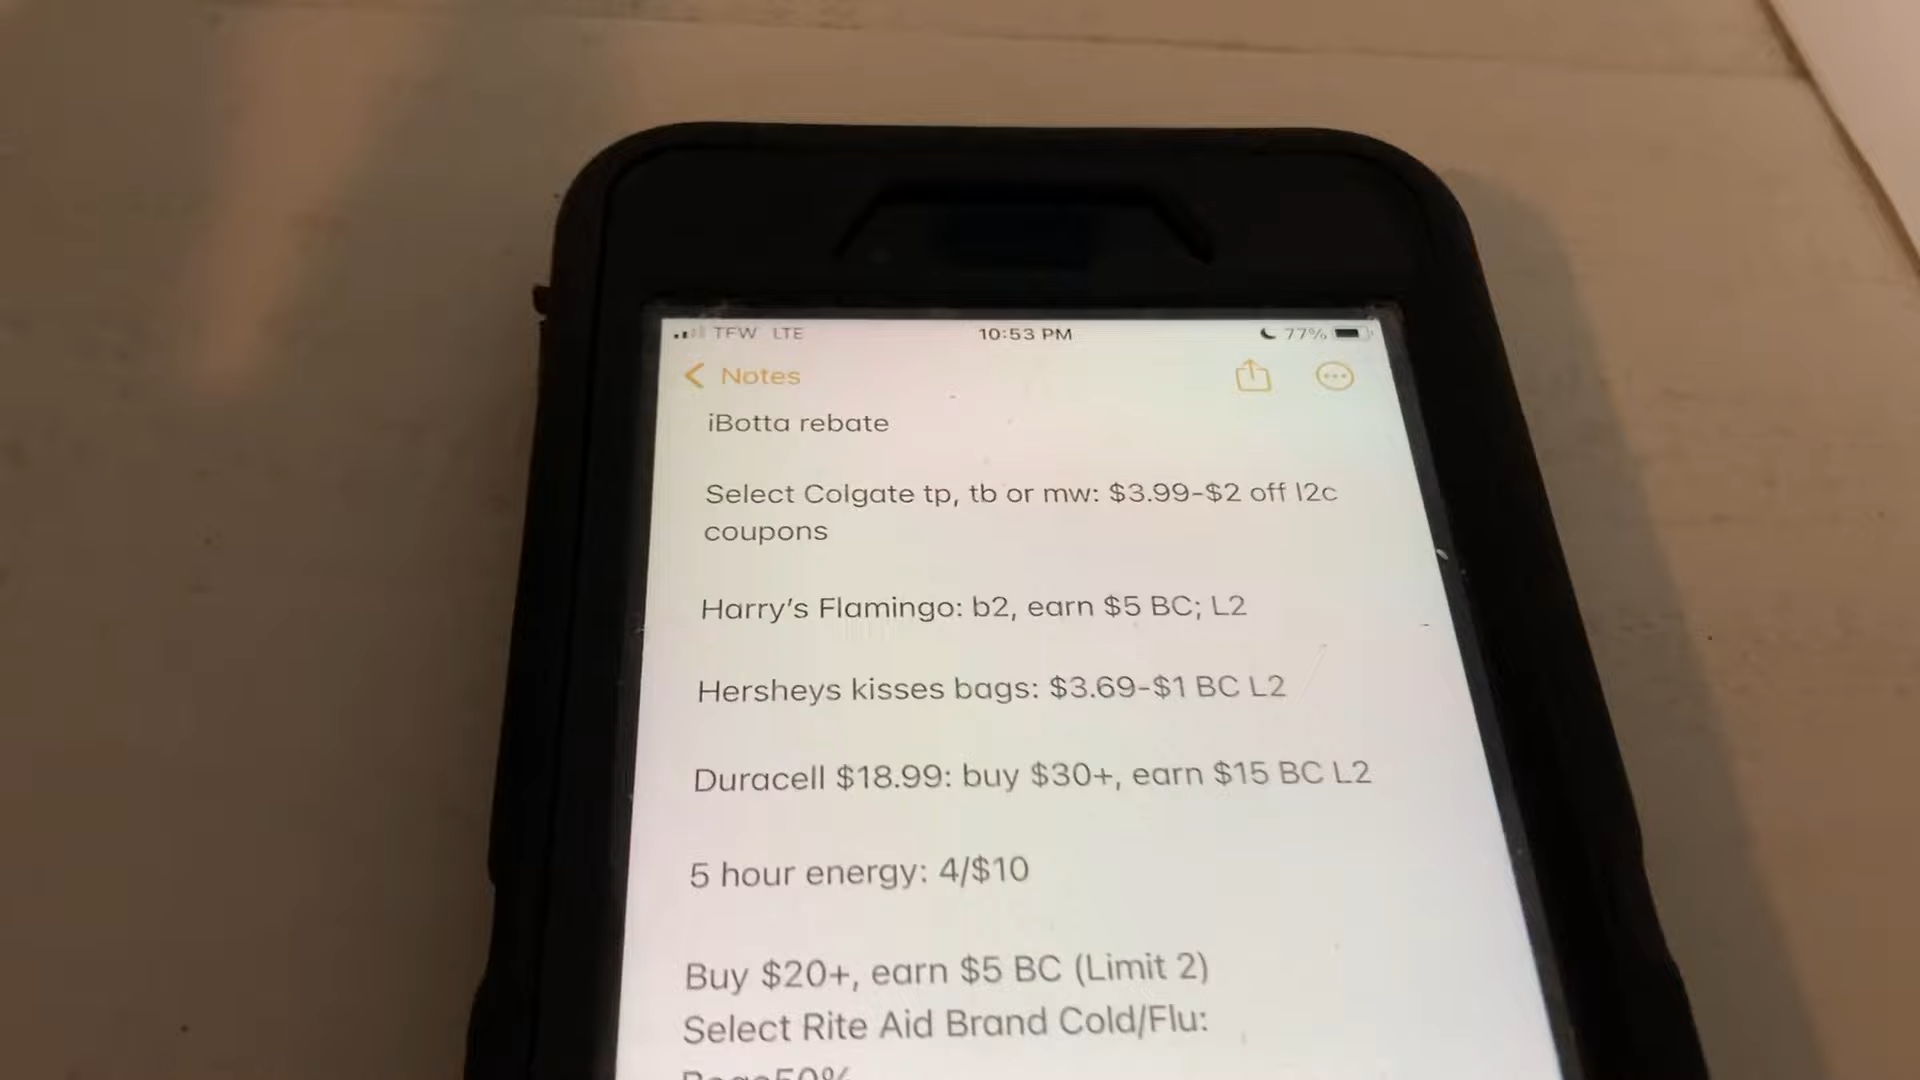 TFW LTE 10:53 PM 77%
Notes
iBotta rebate
Select Colgate tp, tb or mw: $3.99-$2 off l2c
coupons
Harry's Flamingo: b2, earn $5 BC; L2
Hersheys kisses bags: $3.69-$1 BC L2
Duracell $18.99: buy $30+, earn $15 BC L2
5 hour energy: 4/$10
Buy $20+, earn $5 BC (Limit 2)
Select Rite Aid Brand Cold/Flu: